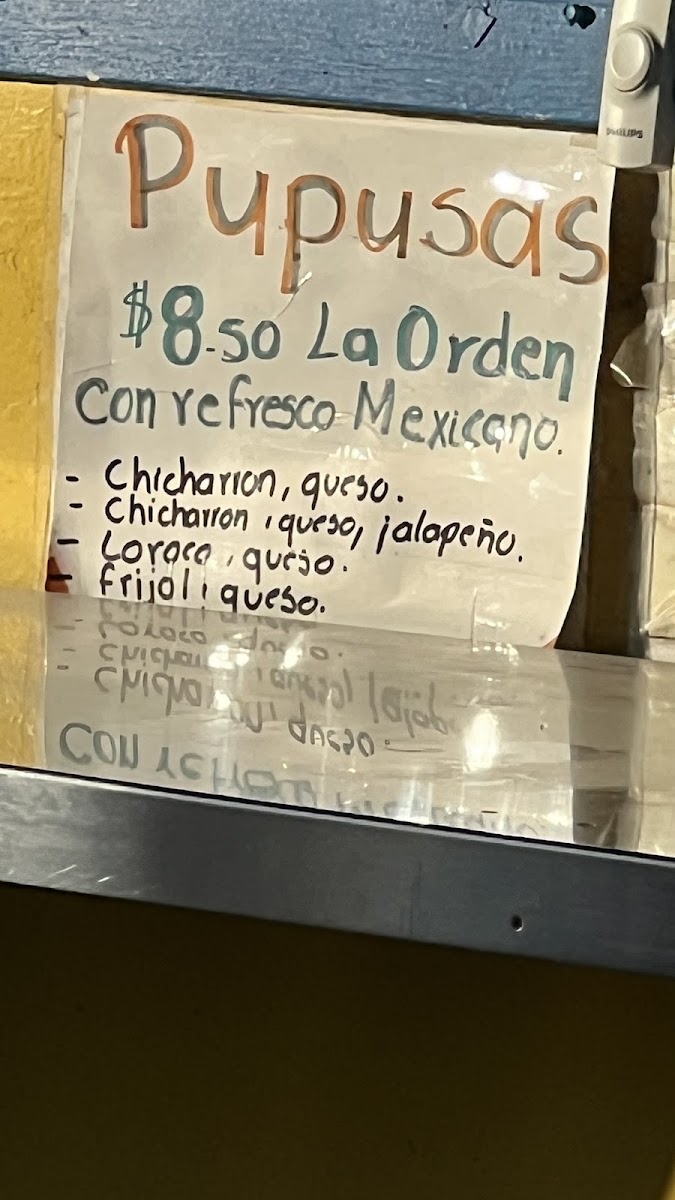 PHILIPS
Pupusas
$8.50 La Orden
Con refresco Mexicano.
- Chicharron, queso.
- Chicharron, queso, jalapeño.
- Loroco, queso.
- frijol, queso.